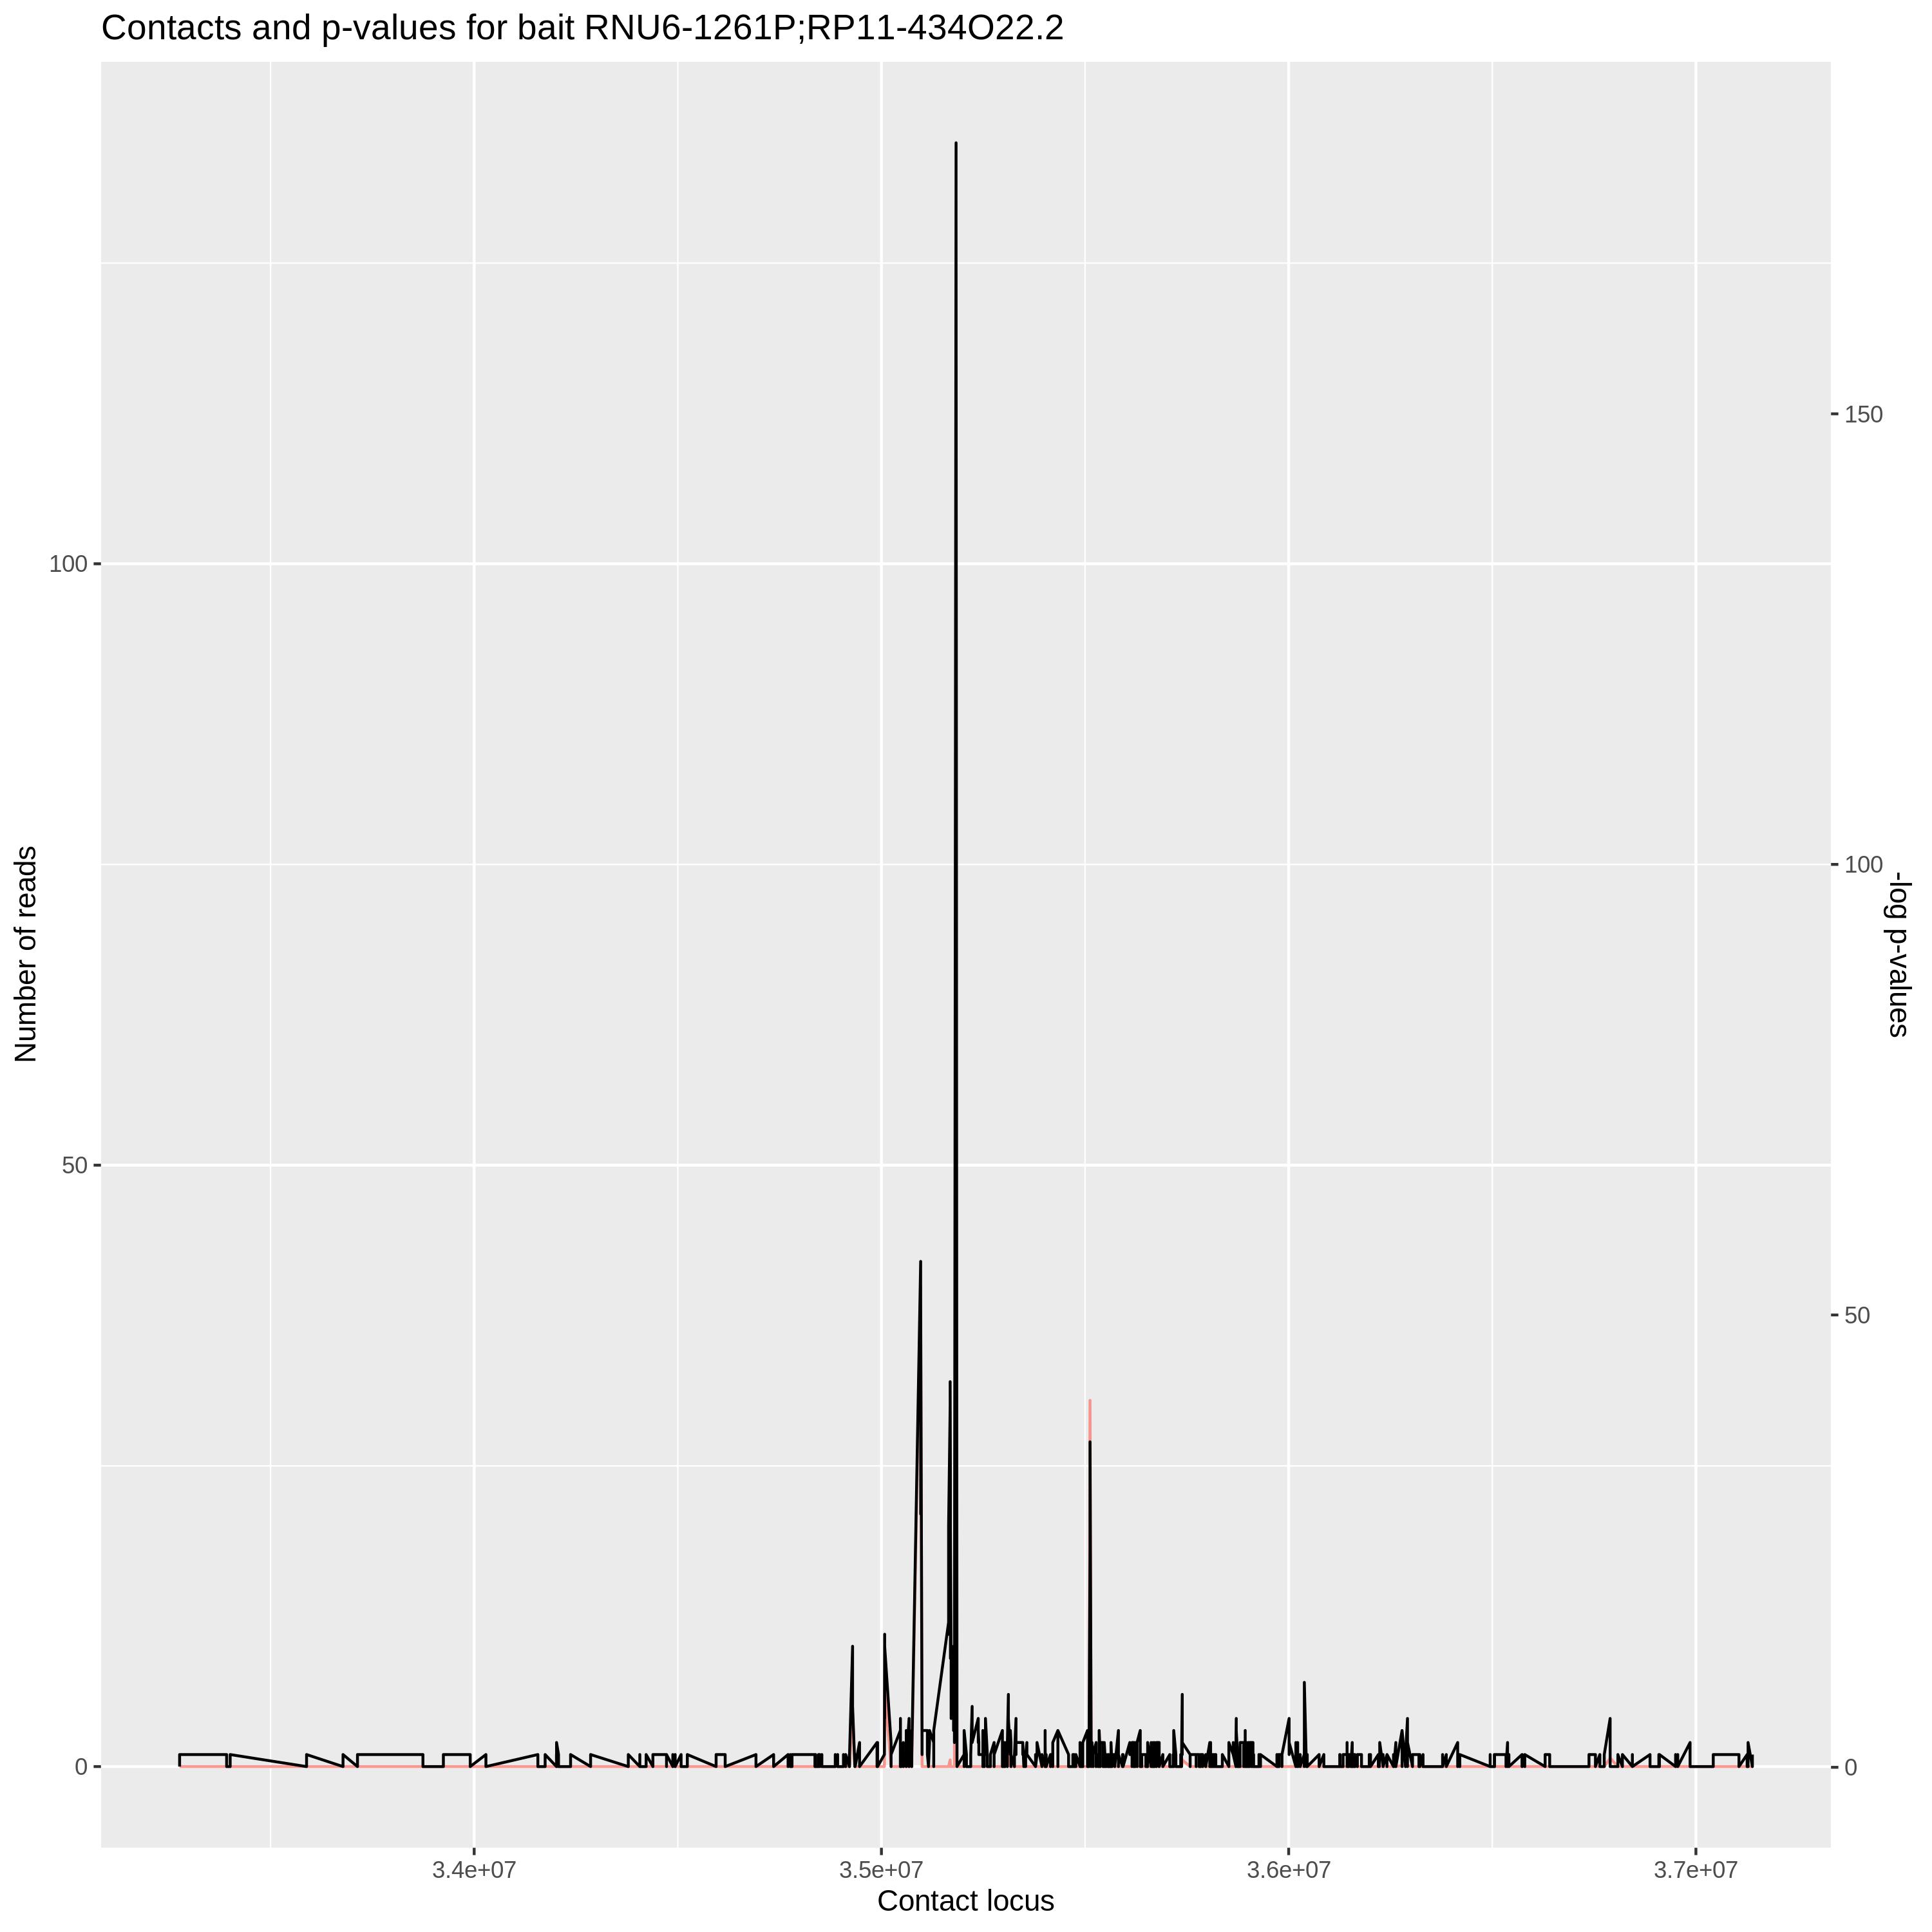 Contacts and p-values for bait RNU6-1261P;RP11-434O22.2
Number of reads
100
50
0
150
100
50
0
-log p-values
3.4e+07 3.5e+07 3.6e+07 3.7e+07
Contact locus